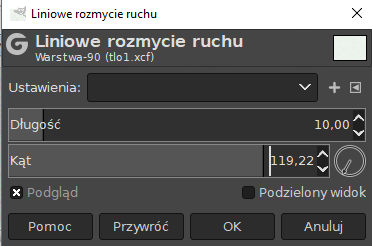 Liniowe rozmycie ruchu
Liniowe rozmycie ruchu
Warstwa-90 (tlo1.xcf)
Ustawienia:
Długość 10,00
Kąt 119,22
Podgląd Podzielony widok
Pomoc Przywróć OK Anuluj